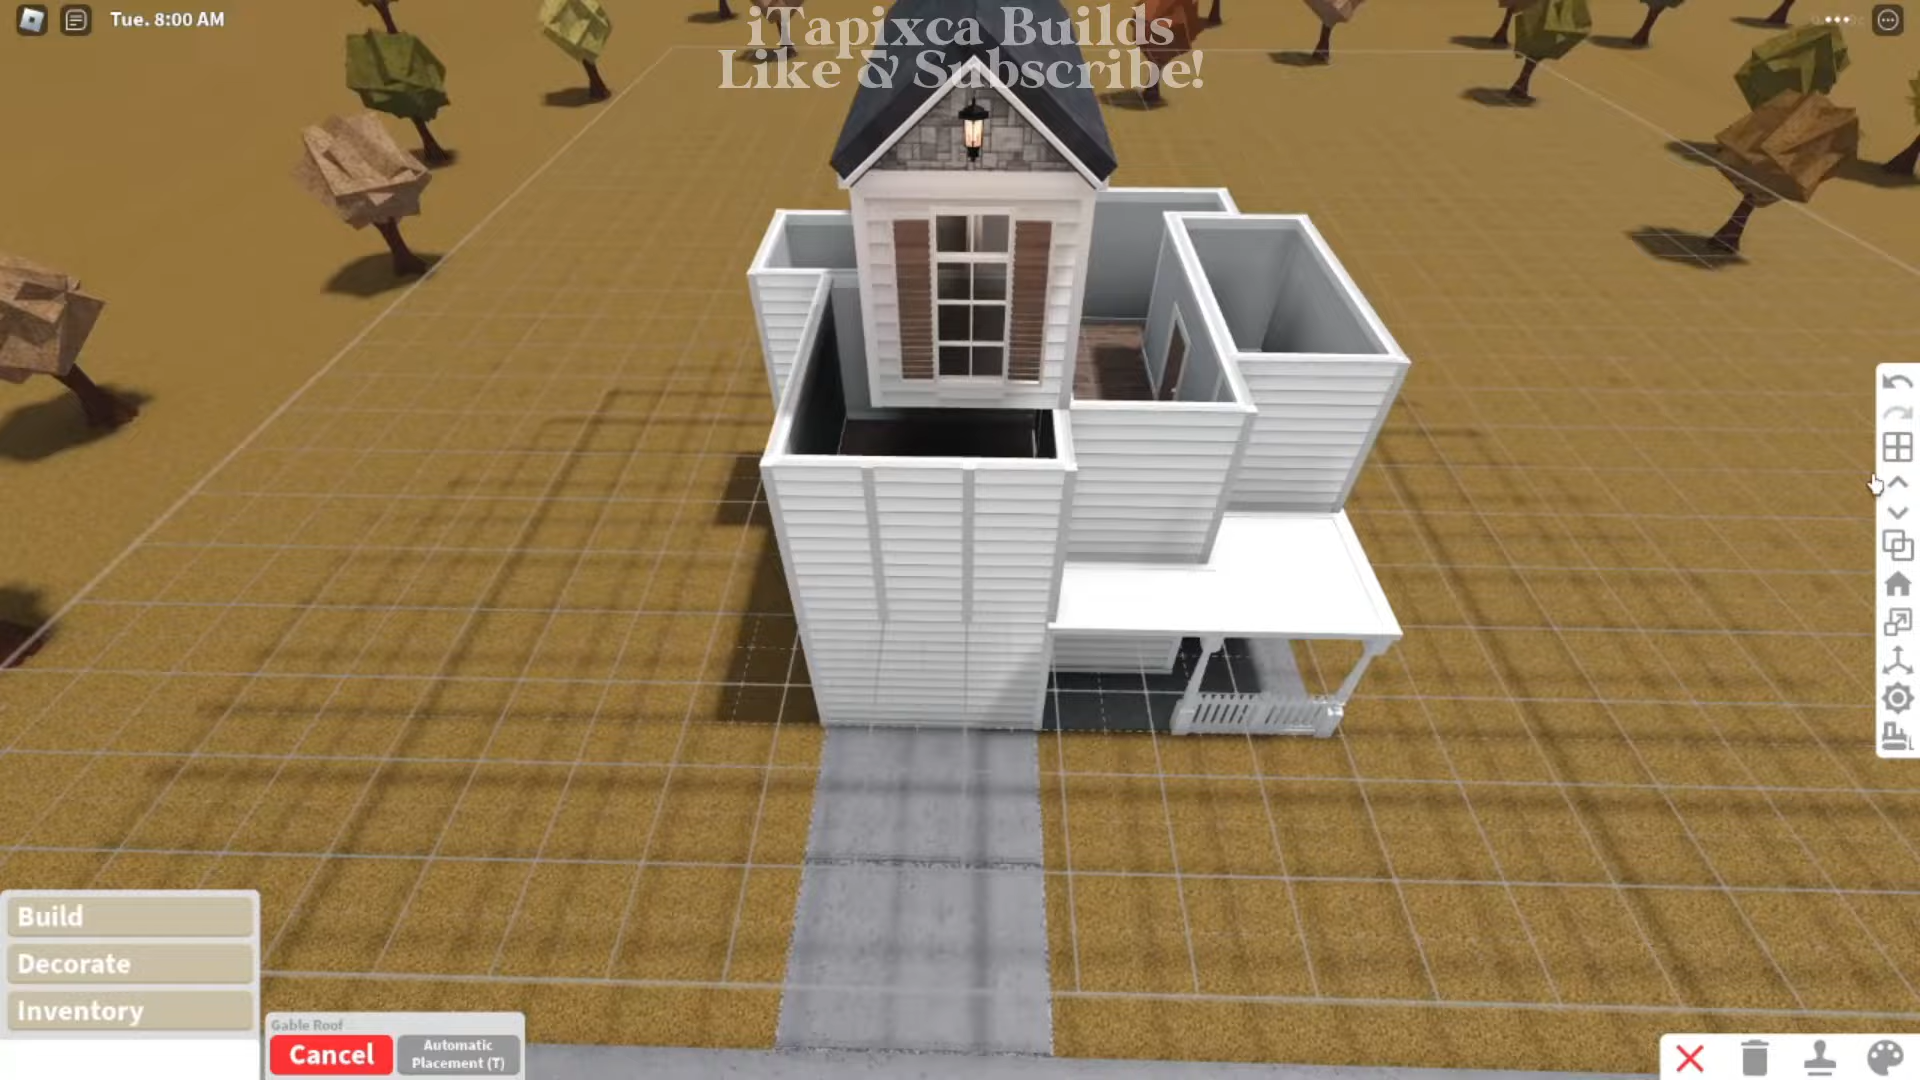 Tue. 8:00 AM
iTapixca Builds
Like & Subscribe!
Build
Decorate
Inventory
Gable Roof
Cancel
Automatic
Placement (T)